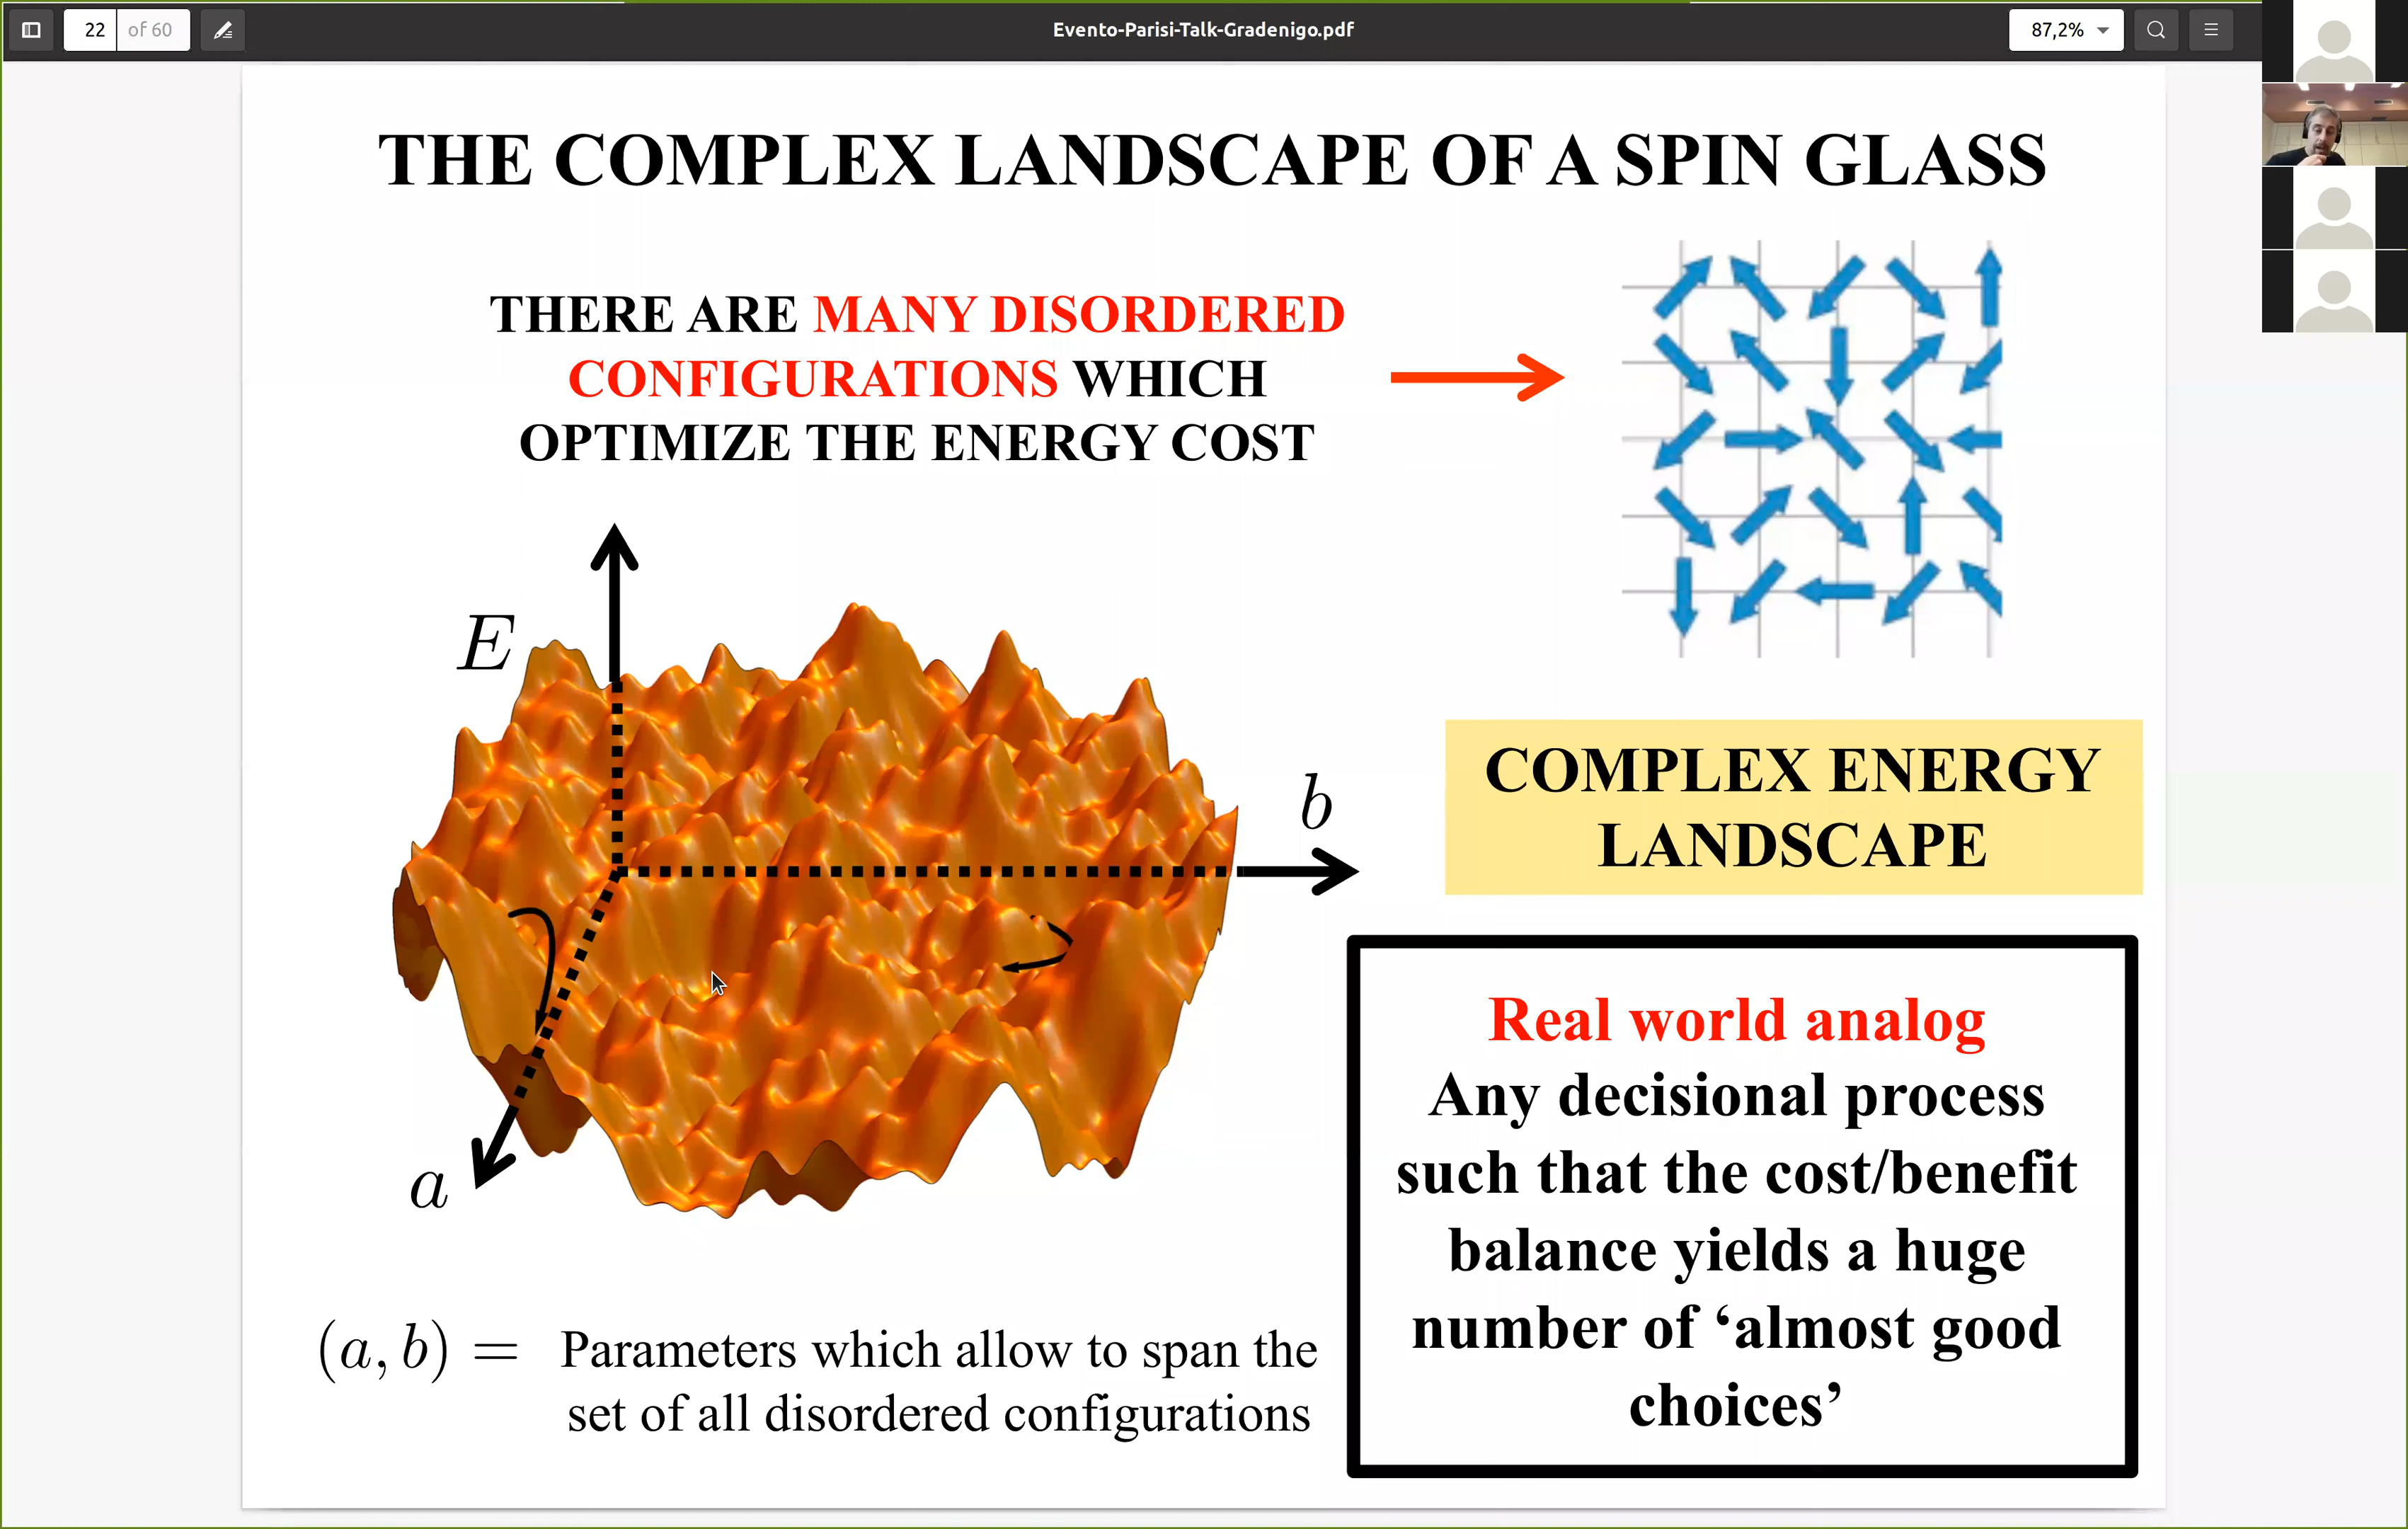 22 of 60
Evento-Parisi-Talk-Gradenigo.pdf
87,2%
THE COMPLEX LANDSCAPE OF A SPIN GLASS
THERE ARE MANY DISORDERED
CONFIGURATIONS WHICH
OPTIMIZE THE ENERGY COST
E
b
a
COMPLEX ENERGY
LANDSCAPE
Real world analog
Any decisional process
such that the cost/benefit
balance yields a huge
number of ‘almost good
choices’
(a, b) = Parameters which allow to span the
set of all disordered configurations